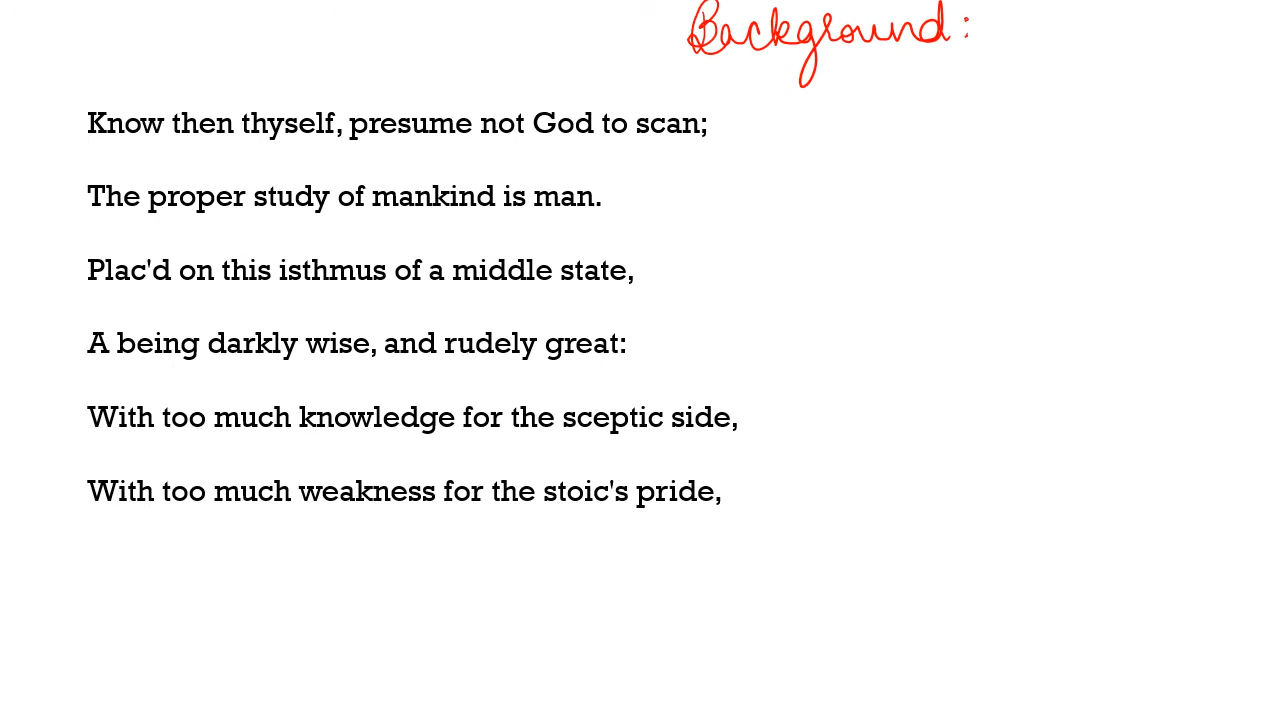 Background:
Know then thyself, presume not God to scan;
The proper study of mankind is man.
Plac'd on this isthmus of a middle state,
A being darkly wise, and rudely great:
With too much knowledge for the sceptic side,
With too much weakness for the stoic's pride,